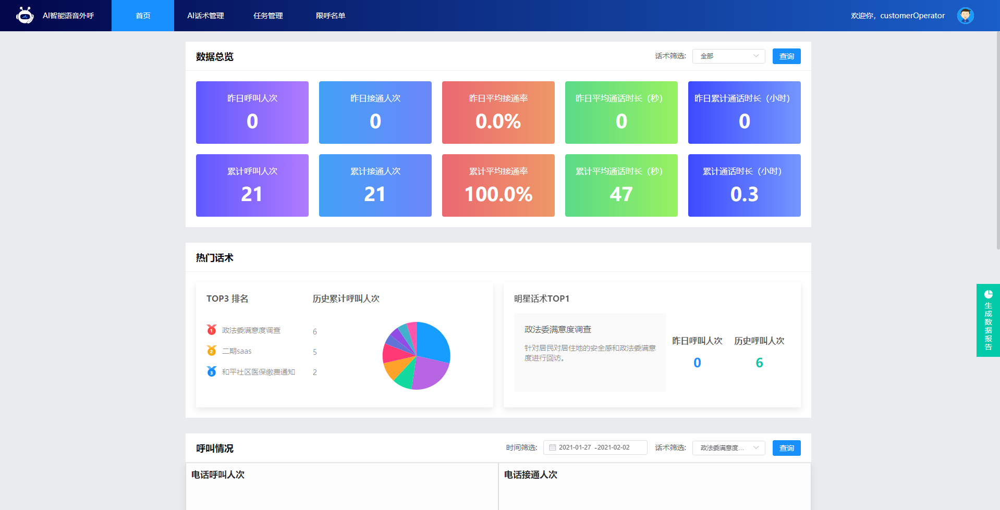 AI智能语音外呼
首页
AI话术管理
任务管理
限呼名单
欢迎你，customerOperator
数据总览
话术筛选:
全部
查询
昨日呼叫人次
0
昨日接通人次
0
昨日平均接通率
0.0%
昨日平均通话时长（秒）
0
昨日累计通话时长（小时）
0
累计呼叫人次
21
累计接通人次
21
累计平均接通率
100.0%
累计平均通话时长（秒）
47
累计通话时长（小时）
0.3
热门话术
TOP3 排名
历史累计呼叫人次
1 政法委满意度调查 6
2 二期saas 5
3 和平社区医保缴费通知 2
明星话术TOP1
政法委满意度调查
针对居民对居住地的安全感和政法委满意
度进行回访。
昨日呼叫人次
0
历史呼叫人次
6
生成数据报告
呼叫情况
时间筛选:
2021-01-27 -2021-02-02
话术筛选:
政法委满意度...
查询
电话呼叫人次
电话接通人次